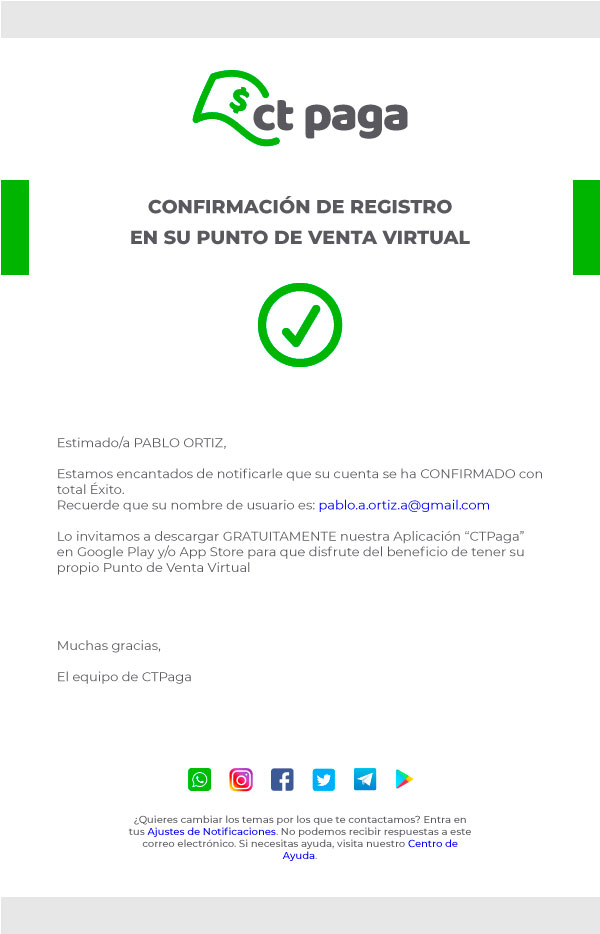 $ct paga
CONFIRMACIÓN DE REGISTRO
EN SU PUNTO DE VENTA VIRTUAL
Estimado/a PABLO ORTIZ,
Estamos encantados de notificarle que su cuenta se ha CONFIRMADO con
total Éxito.
Recuerde que su nombre de usuario es: pablo.a.ortiz.a@gmail.com
Lo invitamos a descargar GRATUITAMENTE nuestra Aplicación “CTPaga”
en Google Play y/o App Store para que disfrute del beneficio de tener su
propio Punto de Venta Virtual
Muchas gracias,
El equipo de CTPaga
¿Quieres cambiar los temas por los que te contactamos? Entra en
tus Ajustes de Notificaciones. No podemos recibir respuestas a este
correo electrónico. Si necesitas ayuda, visita nuestro Centro de
Ayuda.